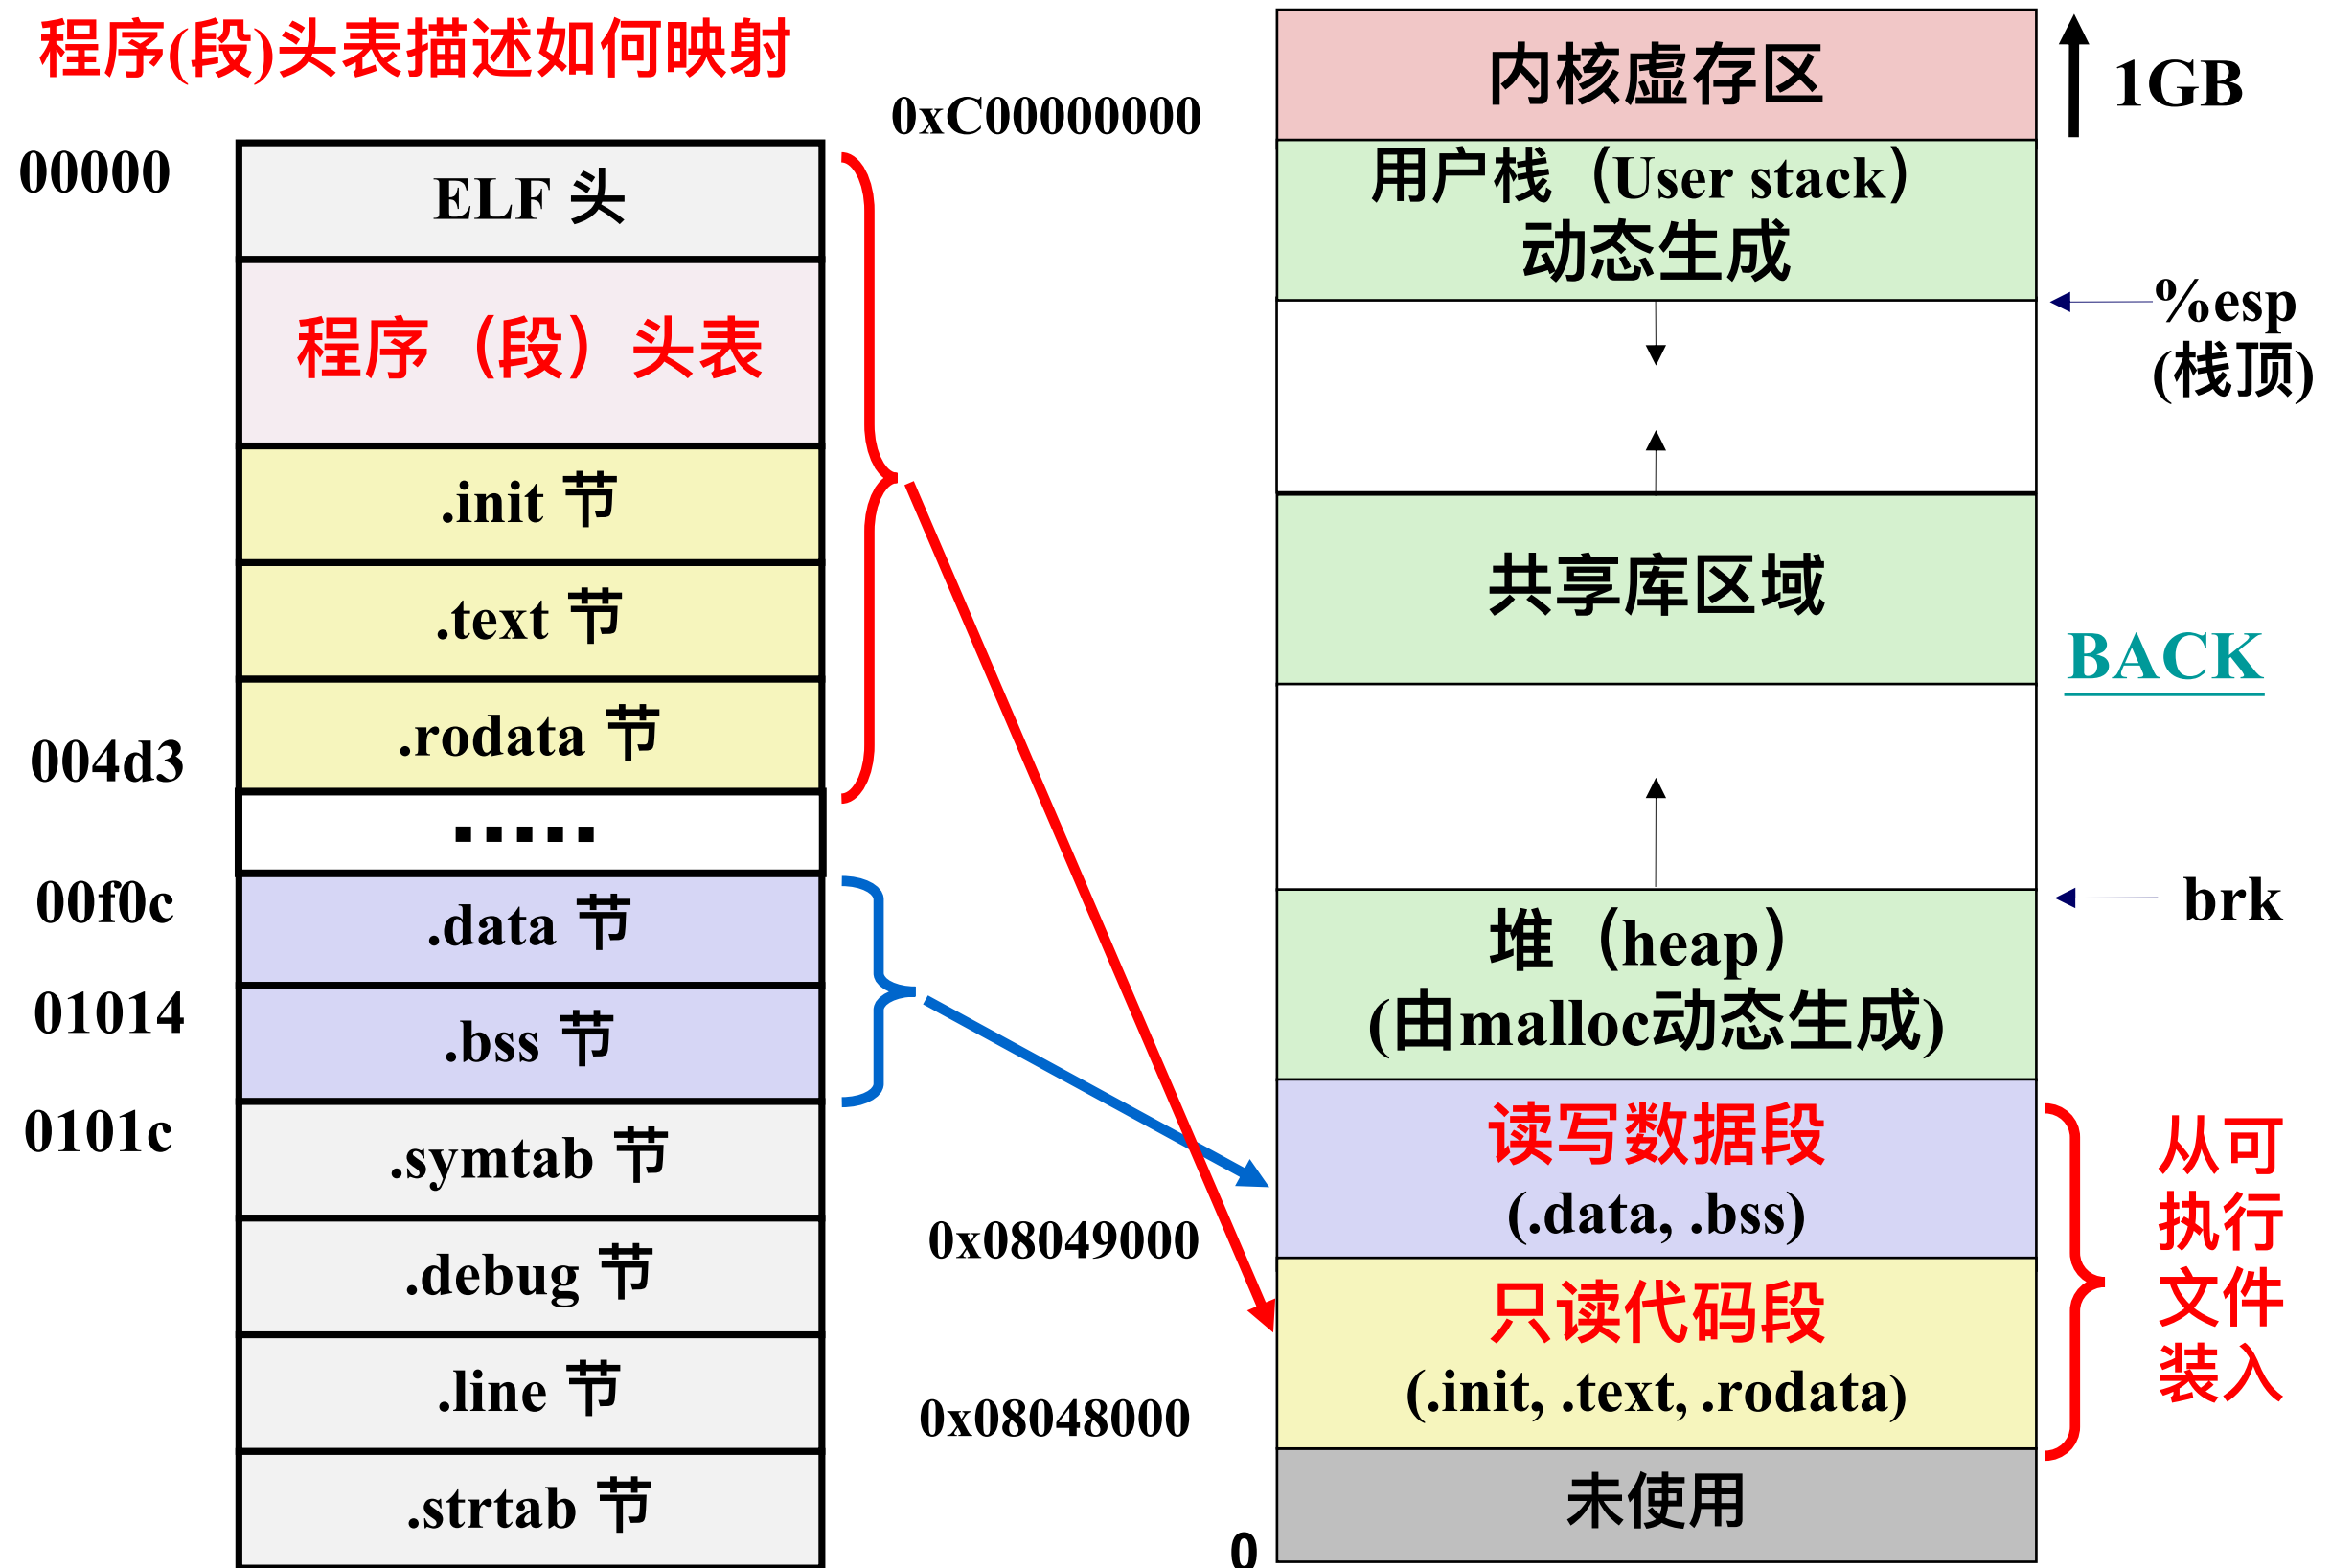 程序(段)头表描述如何映射
00000
ELF 头
程序（段）头表
.init 节
.text 节
.rodata 节
004d3
.....
00f0c
.data 节
01014
.bss 节
0101c
.symtab 节
.debug 节
.line 节
.strtab 节
0xC00000000
内核虚存区
1GB
用户栈（User stack）
动态生成
%esp
(栈顶)
共享库区域
BACK
brk
堆（heap）
(由malloc动态生成)
读写数据段
(.data, .bss)
0x08049000
只读代码段
(.init, .text, .rodata)
0x08048000
未使用
0
从可
执行
文件
装入